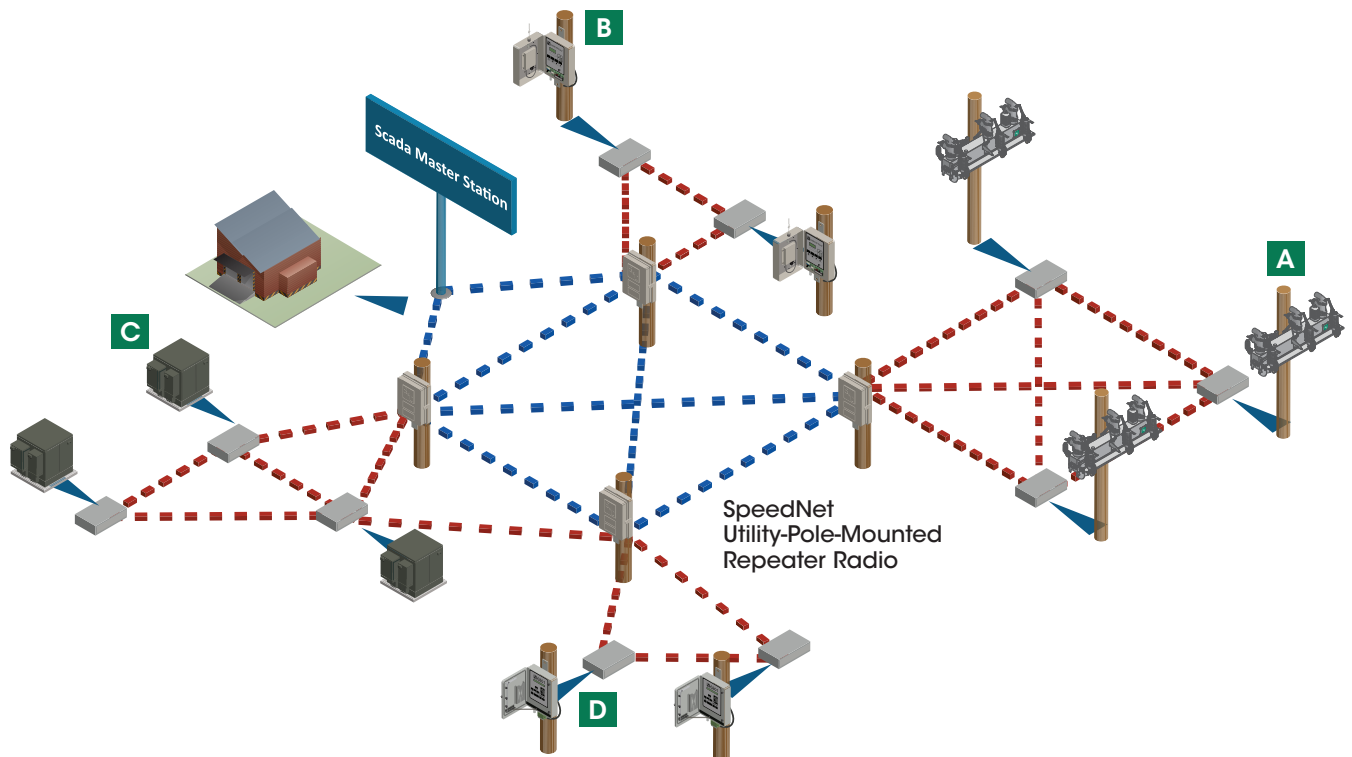 B
Scada Master Station
A
C
SpeedNet
Utility-Pole-Mounted
Repeater Radio
D